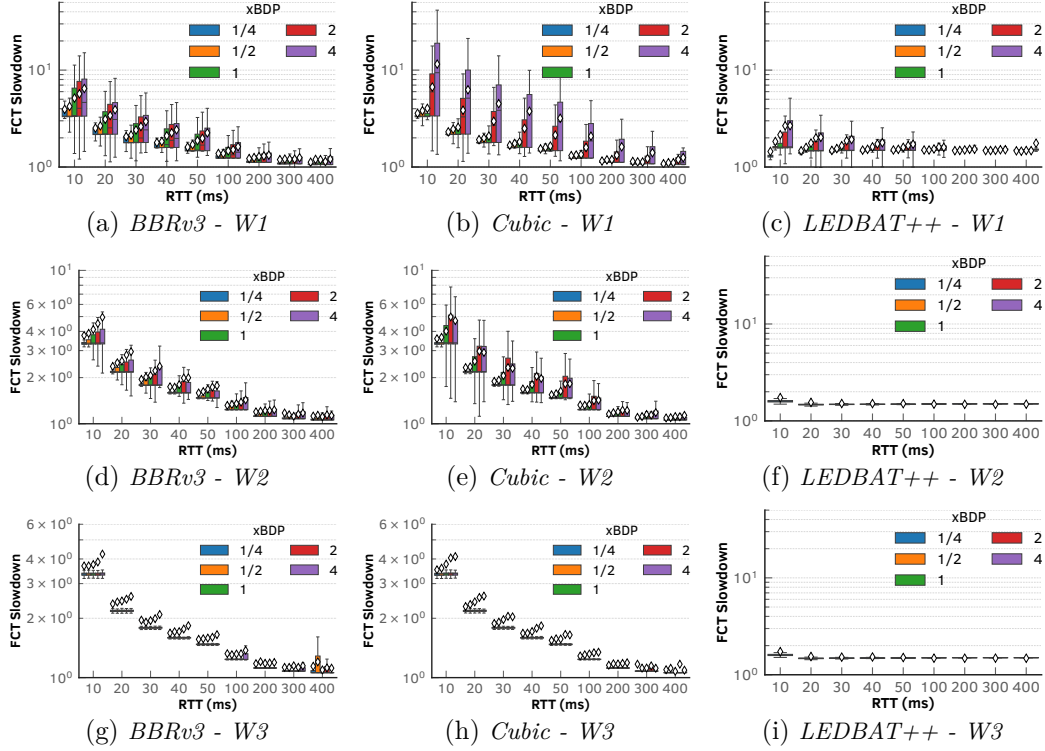 xBDP
1/4 2
1/2 4
1
FCT Slowdown
10¹
10⁰
10 20 30 40 50 100 200 300 400
RTT (ms)
(a) BBRv3 - W1
xBDP
1/4 2
1/2 4
1
FCT Slowdown
10¹
10⁰
10 20 30 40 50 100 200 300 400
RTT (ms)
(b) Cubic - W1
xBDP
1/4 2
1/2 4
1
FCT Slowdown
10¹
10⁰
10 20 30 40 50 100 200 300 400
RTT (ms)
(c) LEDBAT++ - W1
xBDP
1/4 2
1/2 4
1
FCT Slowdown
10¹
6 × 10⁰
4 × 10⁰
3 × 10⁰
2 × 10⁰
10⁰
10 20 30 40 50 100 200 300 400
RTT (ms)
(d) BBRv3 - W2
xBDP
1/4 2
1/2 4
1
FCT Slowdown
10¹
6 × 10⁰
4 × 10⁰
3 × 10⁰
2 × 10⁰
10⁰
10 20 30 40 50 100 200 300 400
RTT (ms)
(e) Cubic - W2
xBDP
1/4 2
1/2 4
1
FCT Slowdown
10¹
10⁰
10 20 30 40 50 100 200 300 400
RTT (ms)
(f) LEDBAT++ - W2
xBDP
1/4 2
1/2 4
1
FCT Slowdown
6 × 10⁰
4 × 10⁰
3 × 10⁰
2 × 10⁰
10⁰
10 20 30 40 50 100 200 300 400
RTT (ms)
(g) BBRv3 - W3
xBDP
1/4 2
1/2 4
1
FCT Slowdown
6 × 10⁰
4 × 10⁰
3 × 10⁰
2 × 10⁰
10⁰
10 20 30 40 50 100 200 300 400
RTT (ms)
(h) Cubic - W3
xBDP
1/4 2
1/2 4
1
FCT Slowdown
10¹
10⁰
10 20 30 40 50 100 200 300 400
RTT (ms)
(i) LEDBAT++ - W3